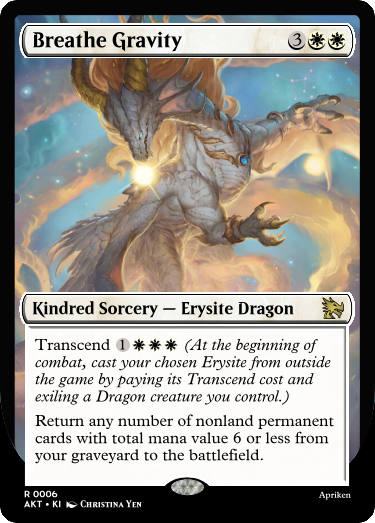 Breathe Gravity 3
Kindred Sorcery — Erysite Dragon
Transcend 1 (At the beginning of
combat, cast your chosen Erysite from outside
the game by paying its Transcend cost and
exiling a Dragon creature you control.)
Return any number of nonland permanent
cards with total mana value 6 or less from
your graveyard to the battlefield.
R 0006
AKT • KI Christina Yen
Apriken